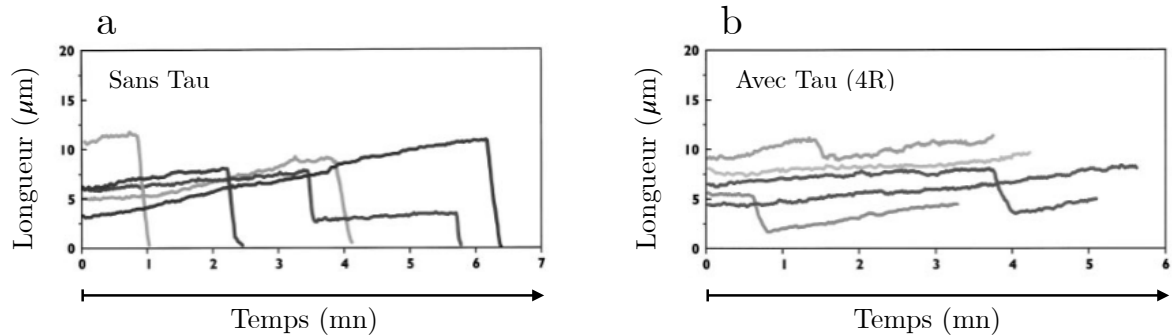 a
20
15
10
5
0
Longueur (μm)
Sans Tau
0 1 2 3 4 5 6 7
Temps (mn)
b
20
15
10
5
0
Longueur (μm)
Avec Tau (4R)
0 1 2 3 4 5 6
Temps (mn)